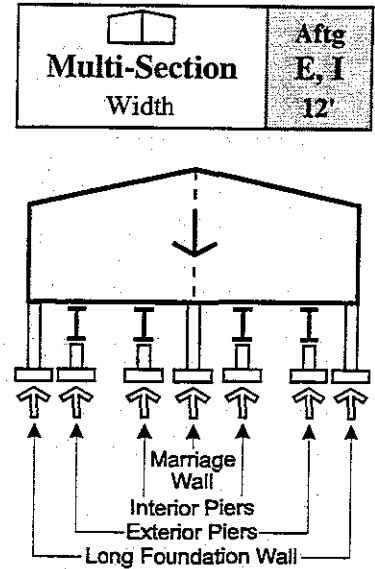 Multi-Section
Width
Aftg
E, I
12'
Marriage
Wall
Interior Piers
Exterior Piers
Long Foundation Wall